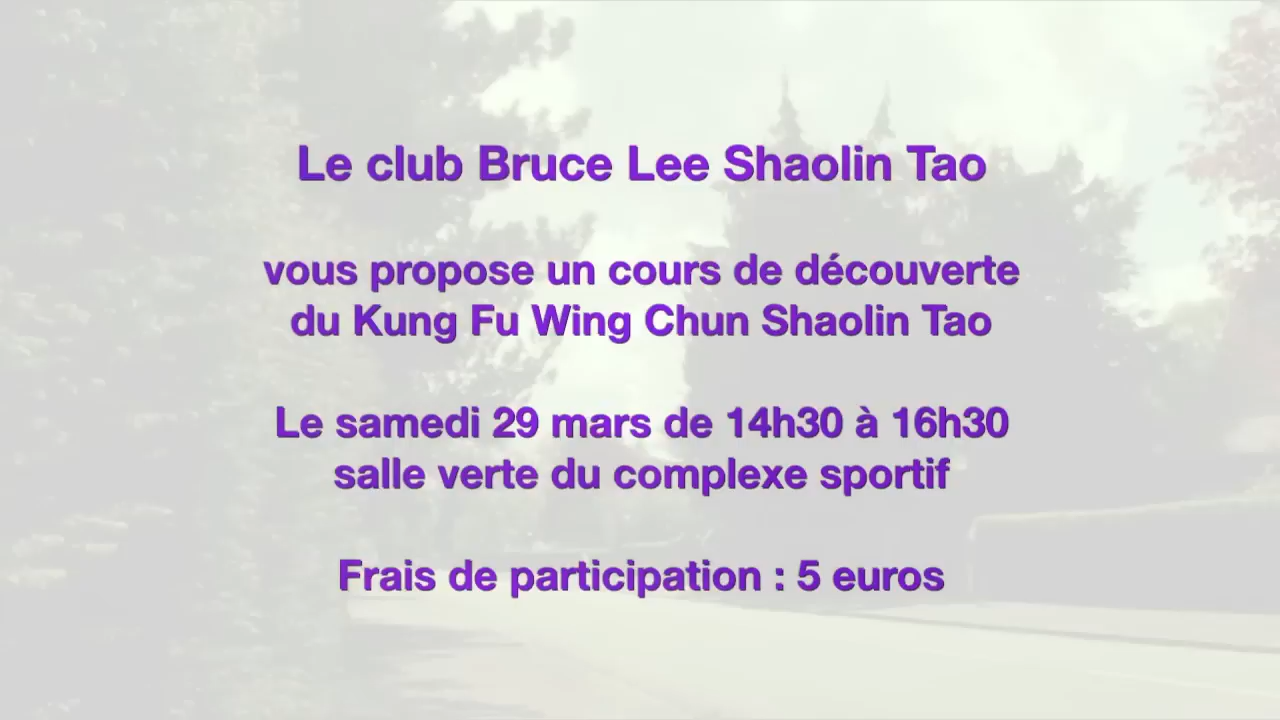 Le club Bruce Lee Shaolin Tao
vous propose un cours de découverte
du Kung Fu Wing Chun Shaolin Tao
Le samedi 29 mars de 14h30 à 16h30
salle verte du complexe sportif
Frais de participation : 5 euros